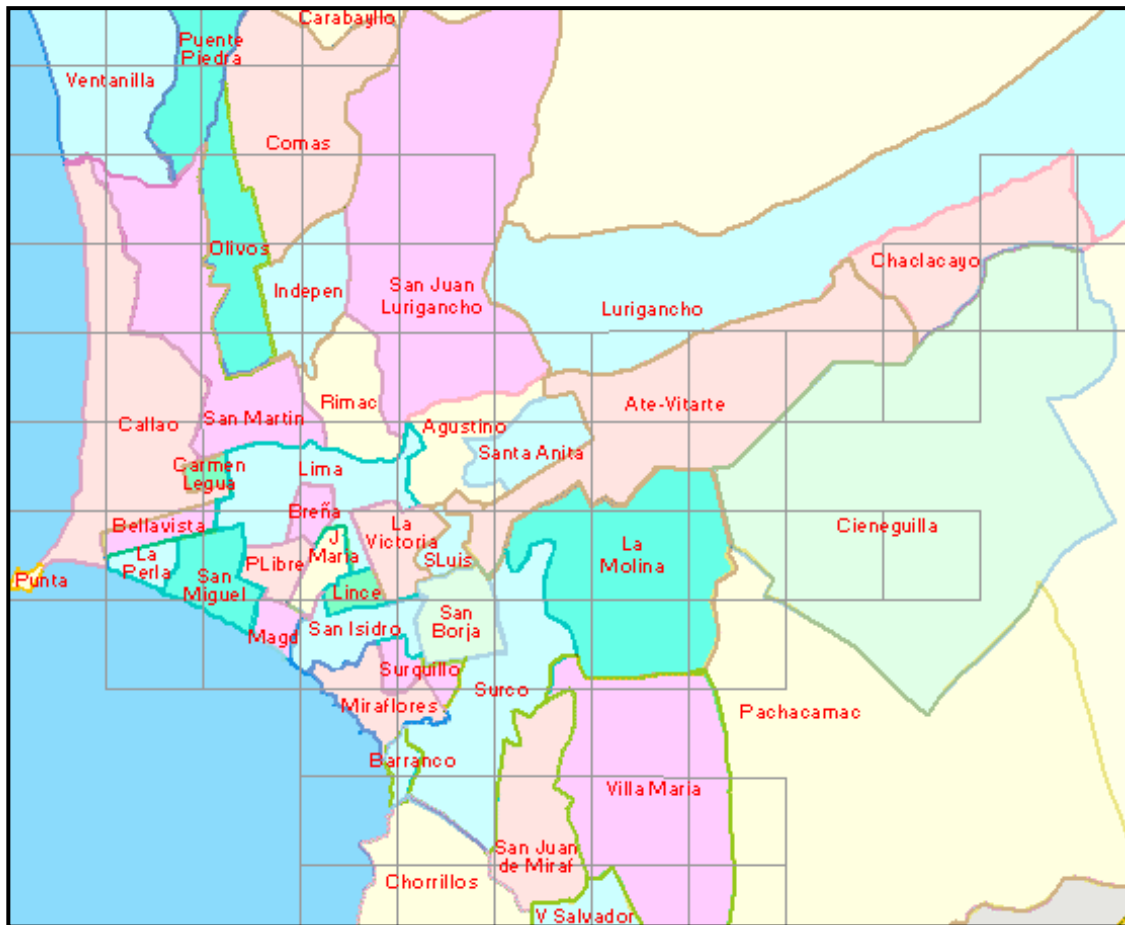 Carabayllo
Puente
Piedra
Ventanilla
Comas
Olivos
Indepen
San Juan
Lurigancho
Lurigancho
Chaclacayo
Callao
San Martin
Rimac
Ate-Vitarte
Agustino
Santa Anita
Carmen
Legua
Lima
Bellavista
Breña
La
Victoria
J
Maria
La
Perla
PLibre
SLuis
La
Molina
Cieneguilla
Punta
San
Miguel
Lince
San
Borja
Magd
San Isidro
Surguillo
Surco
Miraflores
Pachacamac
Barranco
Villa Maria
San Juan
de Miraf
Chorrillos
V Salvador